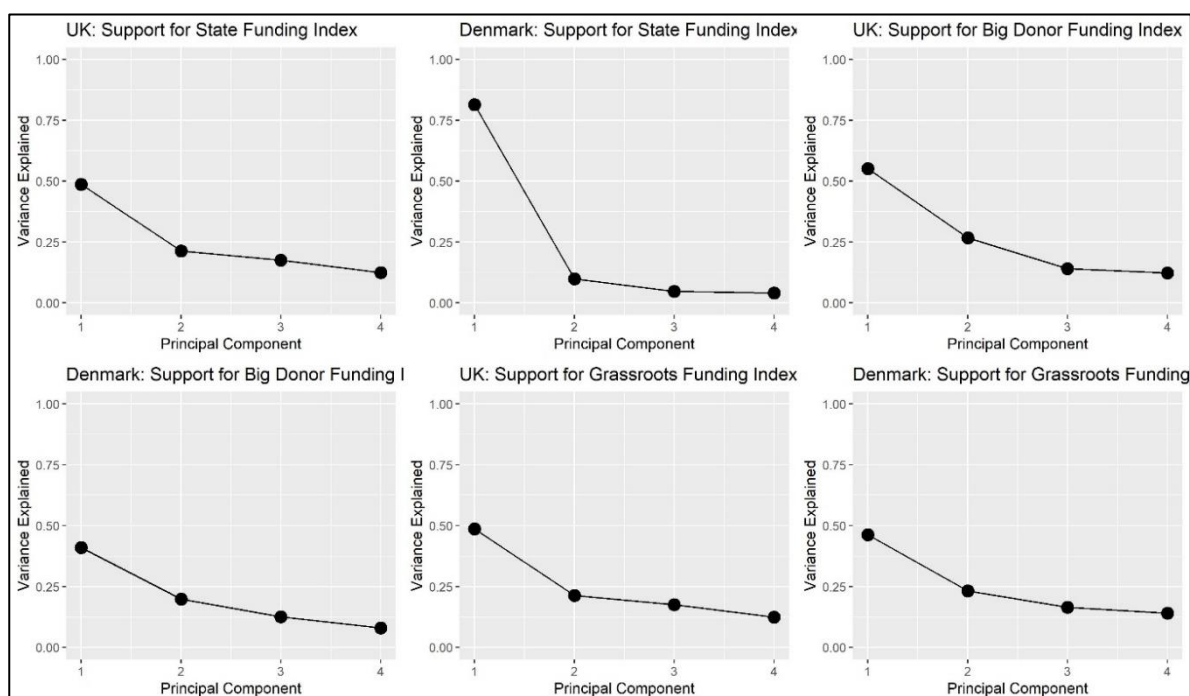 UK: Support for State Funding Index
1.00
0.75
0.50
0.25
0.00
Variance Explained
1 2 3 4
Principal Component
Denmark: Support for State Funding Index
1.00
0.75
0.50
0.25
0.00
Variance Explained
1 2 3 4
Principal Component
UK: Support for Big Donor Funding Index
1.00
0.75
0.50
0.25
0.00
Variance Explained
1 2 3 4
Principal Component
Denmark: Support for Big Donor Funding I
1.00
0.75
0.50
0.25
0.00
Variance Explained
1 2 3 4
Principal Component
UK: Support for Grassroots Funding Index
1.00
0.75
0.50
0.25
0.00
Variance Explained
1 2 3 4
Principal Component
Denmark: Support for Grassroots Funding
1.00
0.75
0.50
0.25
0.00
Variance Explained
1 2 3 4
Principal Component